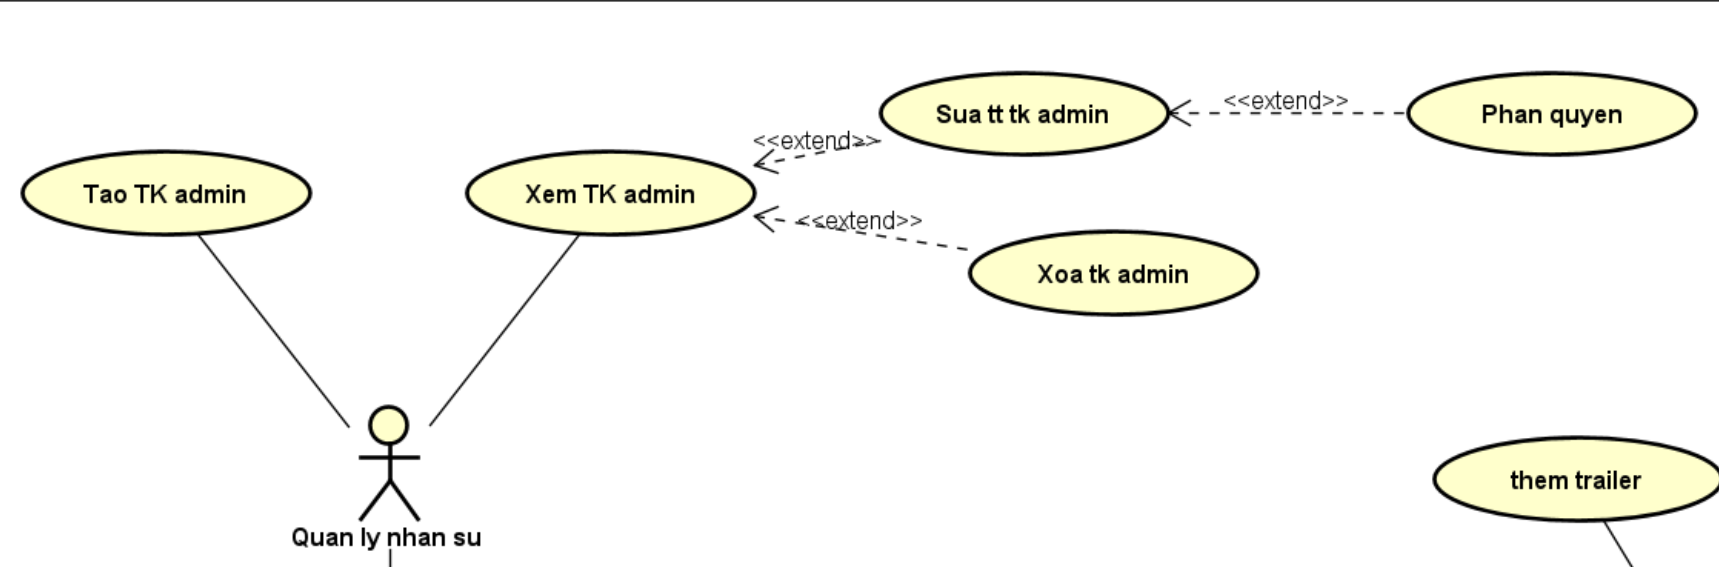 <<extend>>
Sua tt tk admin
Phan quyen
<<extend>>
Tao TK admin
Xem TK admin
<<extend>>
Xoa tk admin
them trailer
Quan ly nhan su